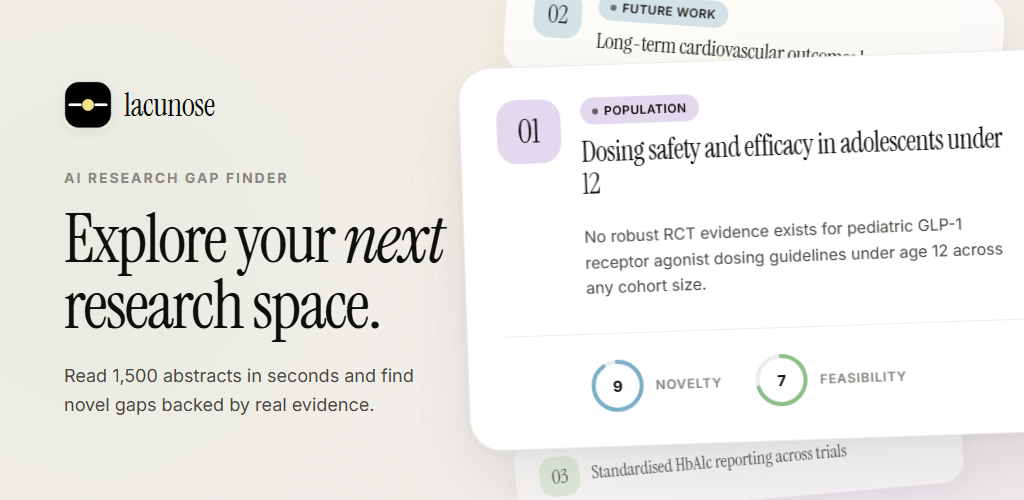 lacunose
AI RESEARCH GAP FINDER
Explore your next
research space.
Read 1,500 abstracts in seconds and find
novel gaps backed by real evidence.
02
FUTURE WORK
Long-term cardiovascular
01
POPULATION
Dosing safety and efficacy in adolescents under
12
No robust RCT evidence exists for pediatric GLP-1
receptor agonist dosing guidelines under age 12 across
any cohort size.
9 NOVELTY
7 FEASIBILITY
03
Standardised HbA1c reporting across trials